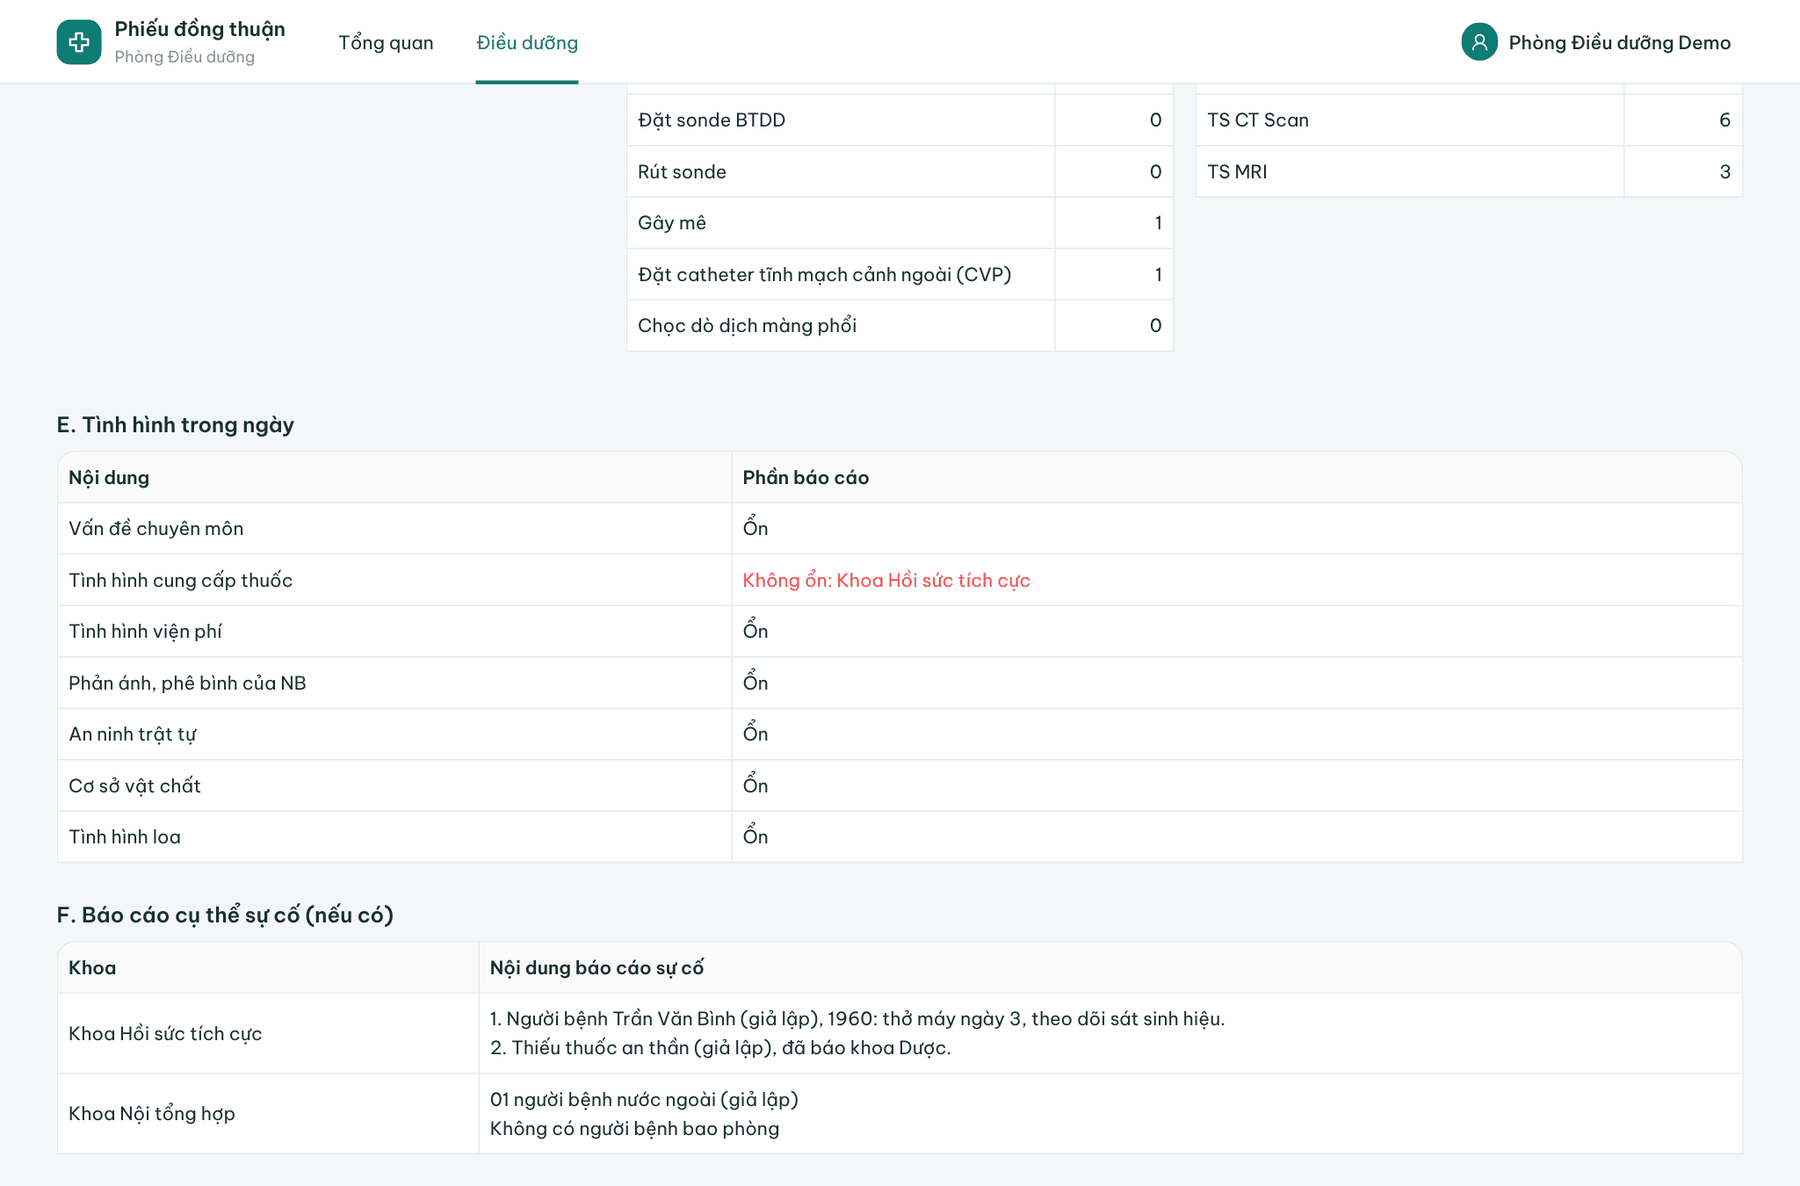 Phiếu đồng thuận
Phòng Điều dưỡng
Tổng quan
Điều dưỡng
Phòng Điều dưỡng Demo
Đặt sonde BTDD 0
Rút sonde 0
Gây mê 1
Đặt catheter tĩnh mạch cảnh ngoài (CVP) 1
Chọc dò dịch màng phổi 0
TS CT Scan 6
TS MRI 3
E. Tình hình trong ngày
Nội dung Phần báo cáo
Vấn đề chuyên môn Ổn
Tình hình cung cấp thuốc Không ổn: Khoa Hồi sức tích cực
Tình hình viện phí Ổn
Phản ánh, phê bình của NB Ổn
An ninh trật tự Ổn
Cơ sở vật chất Ổn
Tình hình loa Ổn
F. Báo cáo cụ thể sự cố (nếu có)
Khoa Nội dung báo cáo sự cố
Khoa Hồi sức tích cực
1. Người bệnh Trần Văn Bình (giả lập), 1960: thở máy ngày 3, theo dõi sát sinh hiệu.
2. Thiếu thuốc an thần (giả lập), đã báo khoa Dược.
Khoa Nội tổng hợp
01 người bệnh nước ngoài (giả lập)
Không có người bệnh bao phòng